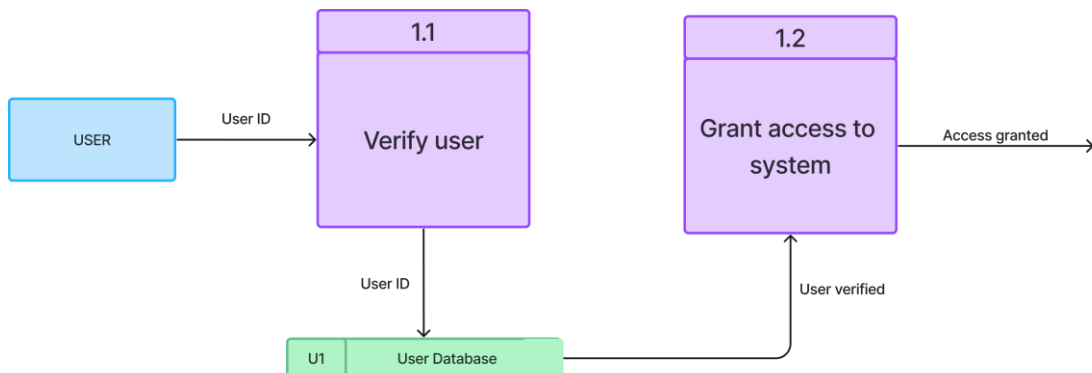 1.1
1.2
USER
User ID
Verify user
Grant access to
system
Access granted
User ID
User verified
U1
User Database